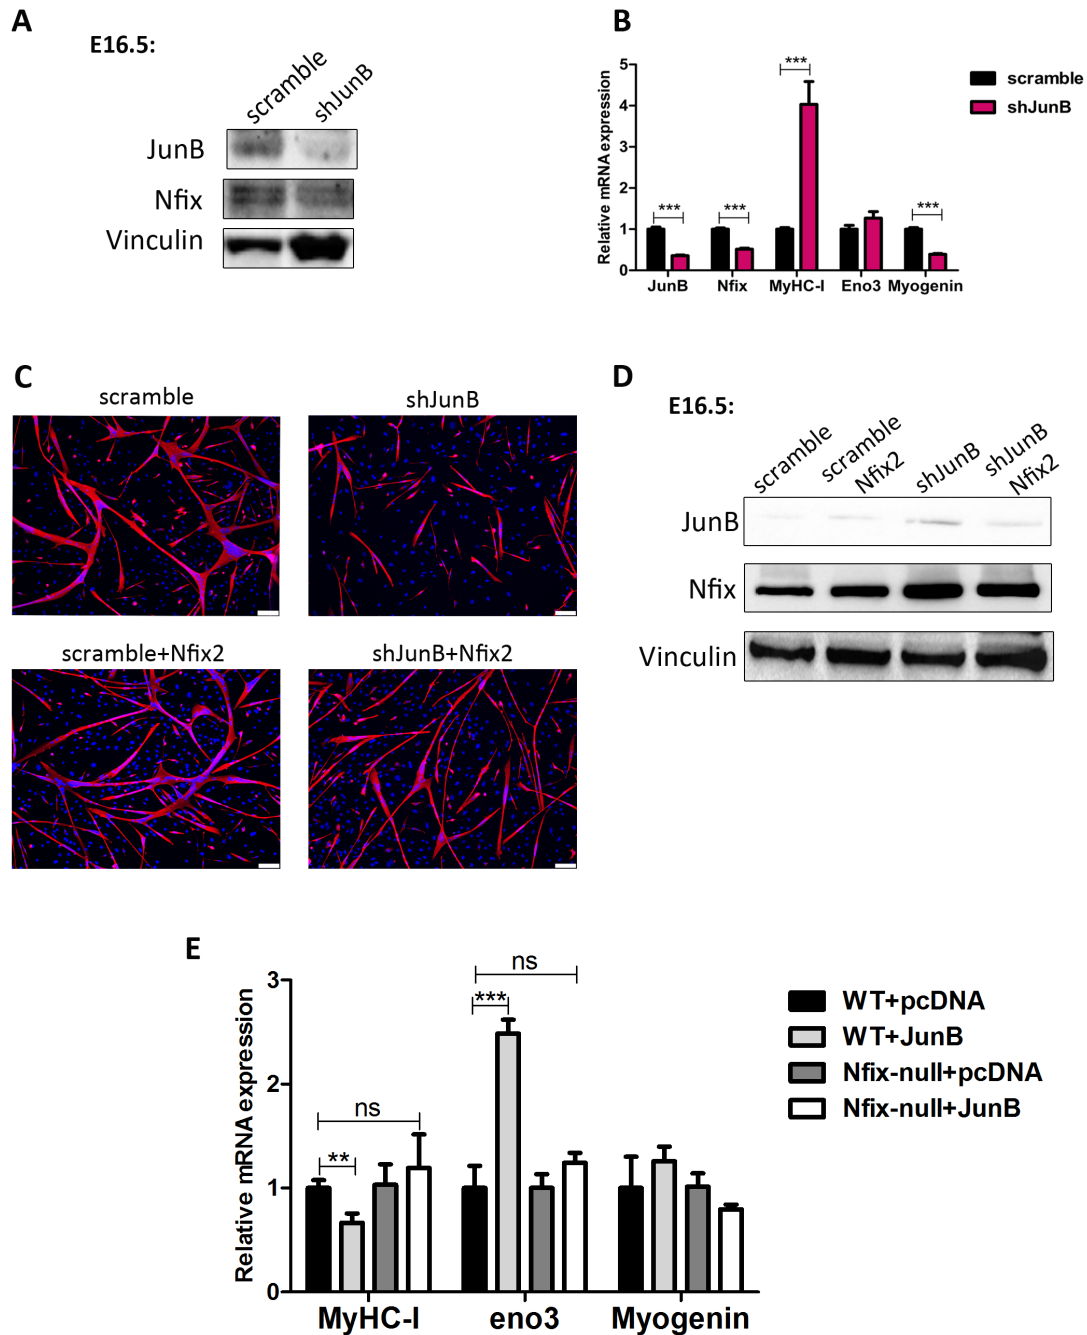 A
E16.5:
scramble
shJunB
JunB
Nfix
Vinculin
B
Relative mRNA expression
5
4
3
2
1
0
***
***
***
***
JunB
Nfix
MyHC-I
Eno3
Myogenin
scramble
shJunB
C
scramble
shJunB
scramble+Nfix2
shJunB+Nfix2
D
E16.5:
scramble
scramble
Nfix2
shJunB
shJunB
Nfix2
JunB
Nfix
Vinculin
E
Relative mRNA expression
3
2
1
0
ns
**
ns
***
MyHC-I
eno3
Myogenin
WT+pcDNA
WT+JunB
Nfix-null+pcDNA
Nfix-null+JunB